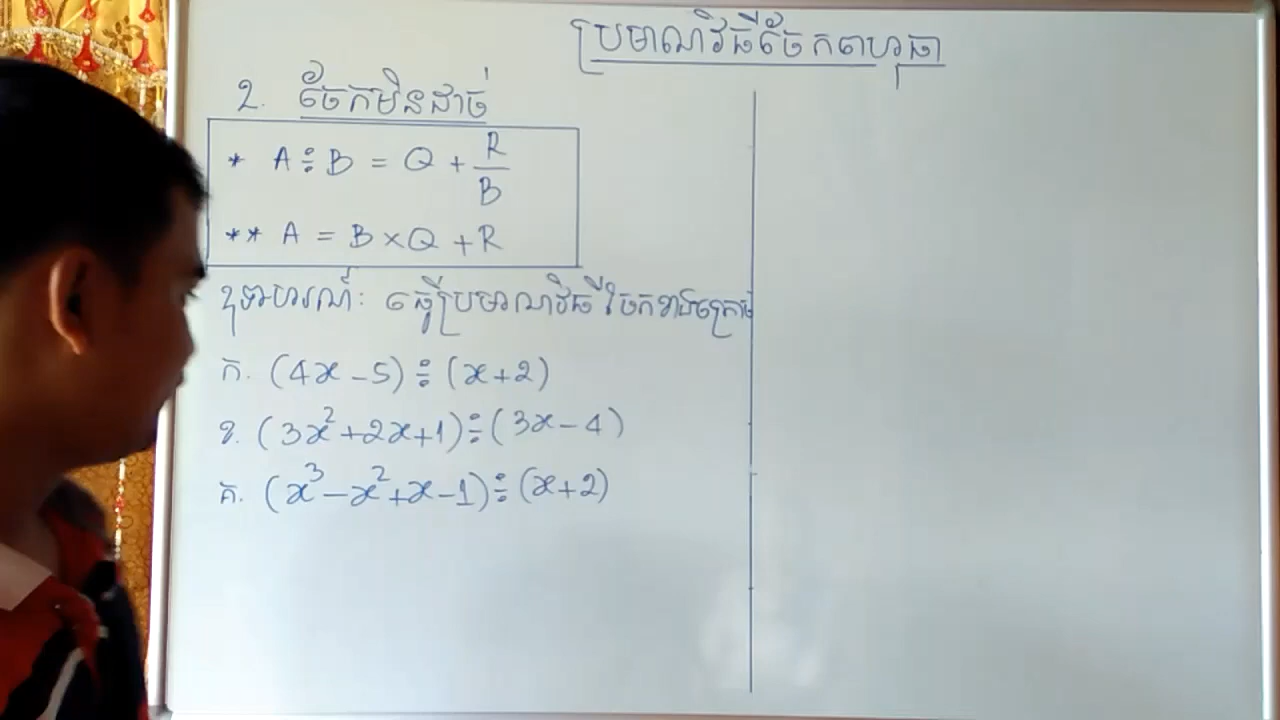 ប្រមាណវិធីចែកពហុធា
2. ចែកមិនដាច់
* A ÷ B = Q + R/B
** A = B × Q + R
ឧទាហរណ៍: ធ្វើប្រមាណវិធីចែកខាងក្រោម
ក. (4x - 5) ÷ (x + 2)
ខ. (3x² + 2x + 1) ÷ (3x - 4)
គ. (x³ - x² + x - 1) ÷ (x + 2)